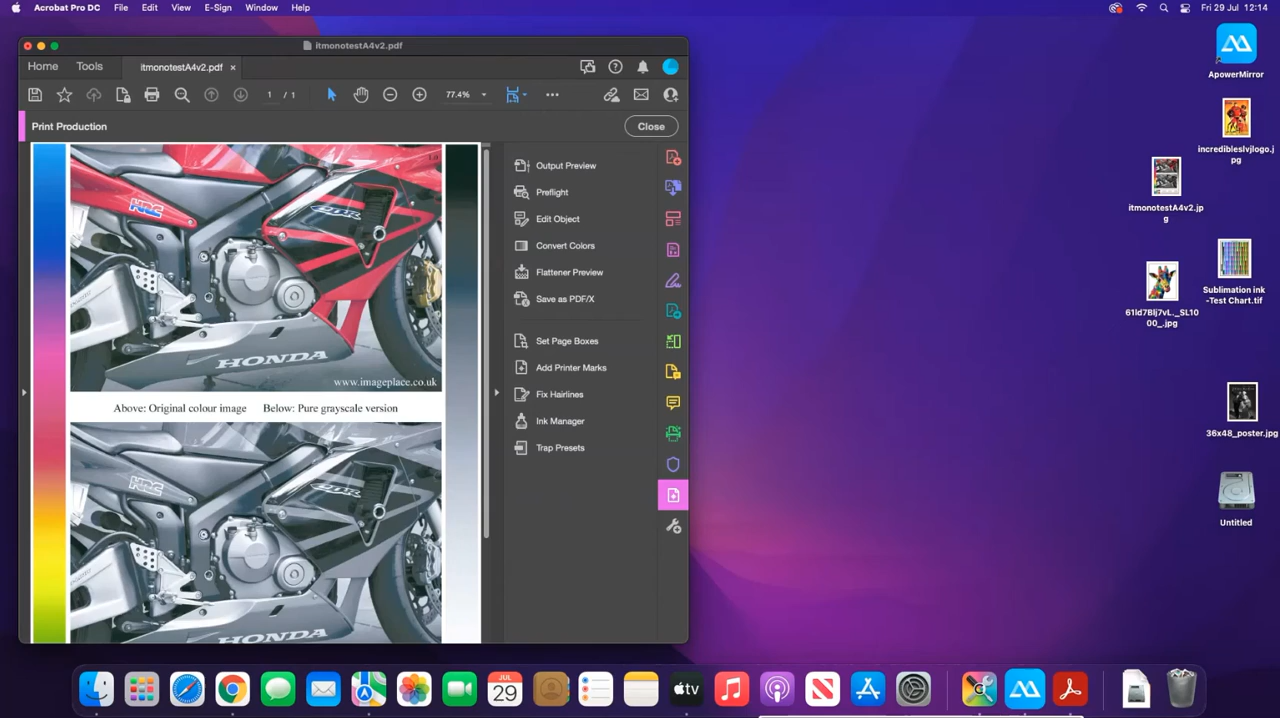 Acrobat Pro DC File Edit View E-Sign Window Help Fri 29 Jul 12:14
itmonotestA4v2.pdf
Home Tools itmonotestA4v2.pdf ×
1 / 1 77.4%
Print Production Close
Output Preview
Preflight
Edit Object
Convert Colors
Flattener Preview
Save as PDF/X
Set Page Boxes
Add Printer Marks
Fix Hairlines
Ink Manager
Trap Presets
HRC
HONDA
www.imageplace.co.uk
Above: Original colour image Below: Pure grayscale version
HRC
HONDA
ApowerMirror
incredibleslvjlogo.j
pg
itmonotestA4v2.jp
g
Sublimation ink
-Test Chart.tif
36x48_poster.jpg
Untitled
JUL
29
tv